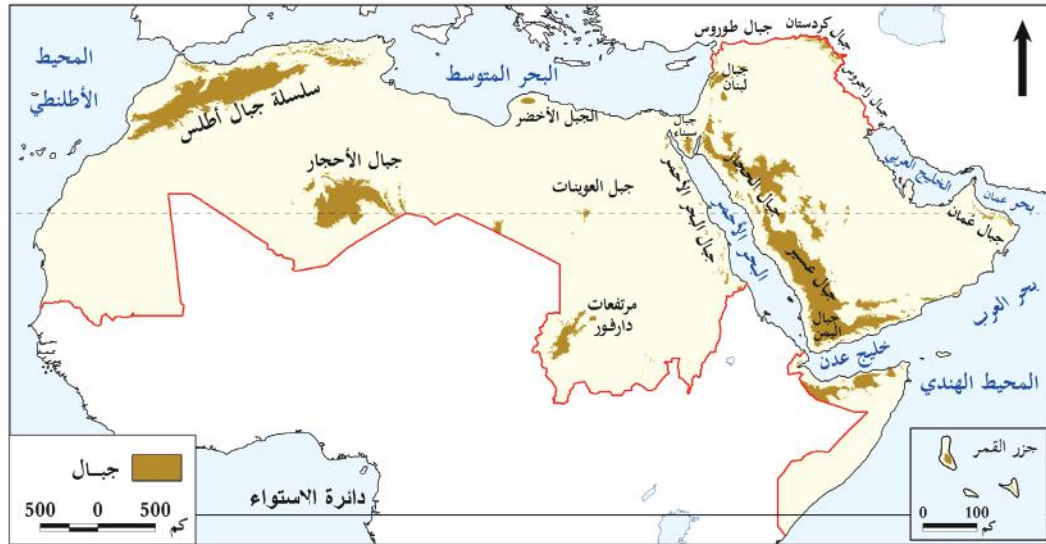 جبال كردستان
جبال طوروس
المحيط
الأطلنطي
البحر المتوسط
جبال
لبنان
جبال زاجروس
سلسلة جبال أطلس
الجبل الأخضر
جبال
سيناء
جبال الأحجار
جبل العوينات
جبال البحر الأحمر
البحر الأحمر
جبال الحجاز
الخليج العربي
بحر عمان
جبال عُمان
جبال عسير
بحر العرب
مرتفعات
دارفور
جبال
اليمن
خليج عدن
المحيط الهندي
جبــال
500 0 500
كم
دائرة الاستواء
جزر القمر
0 100
كم